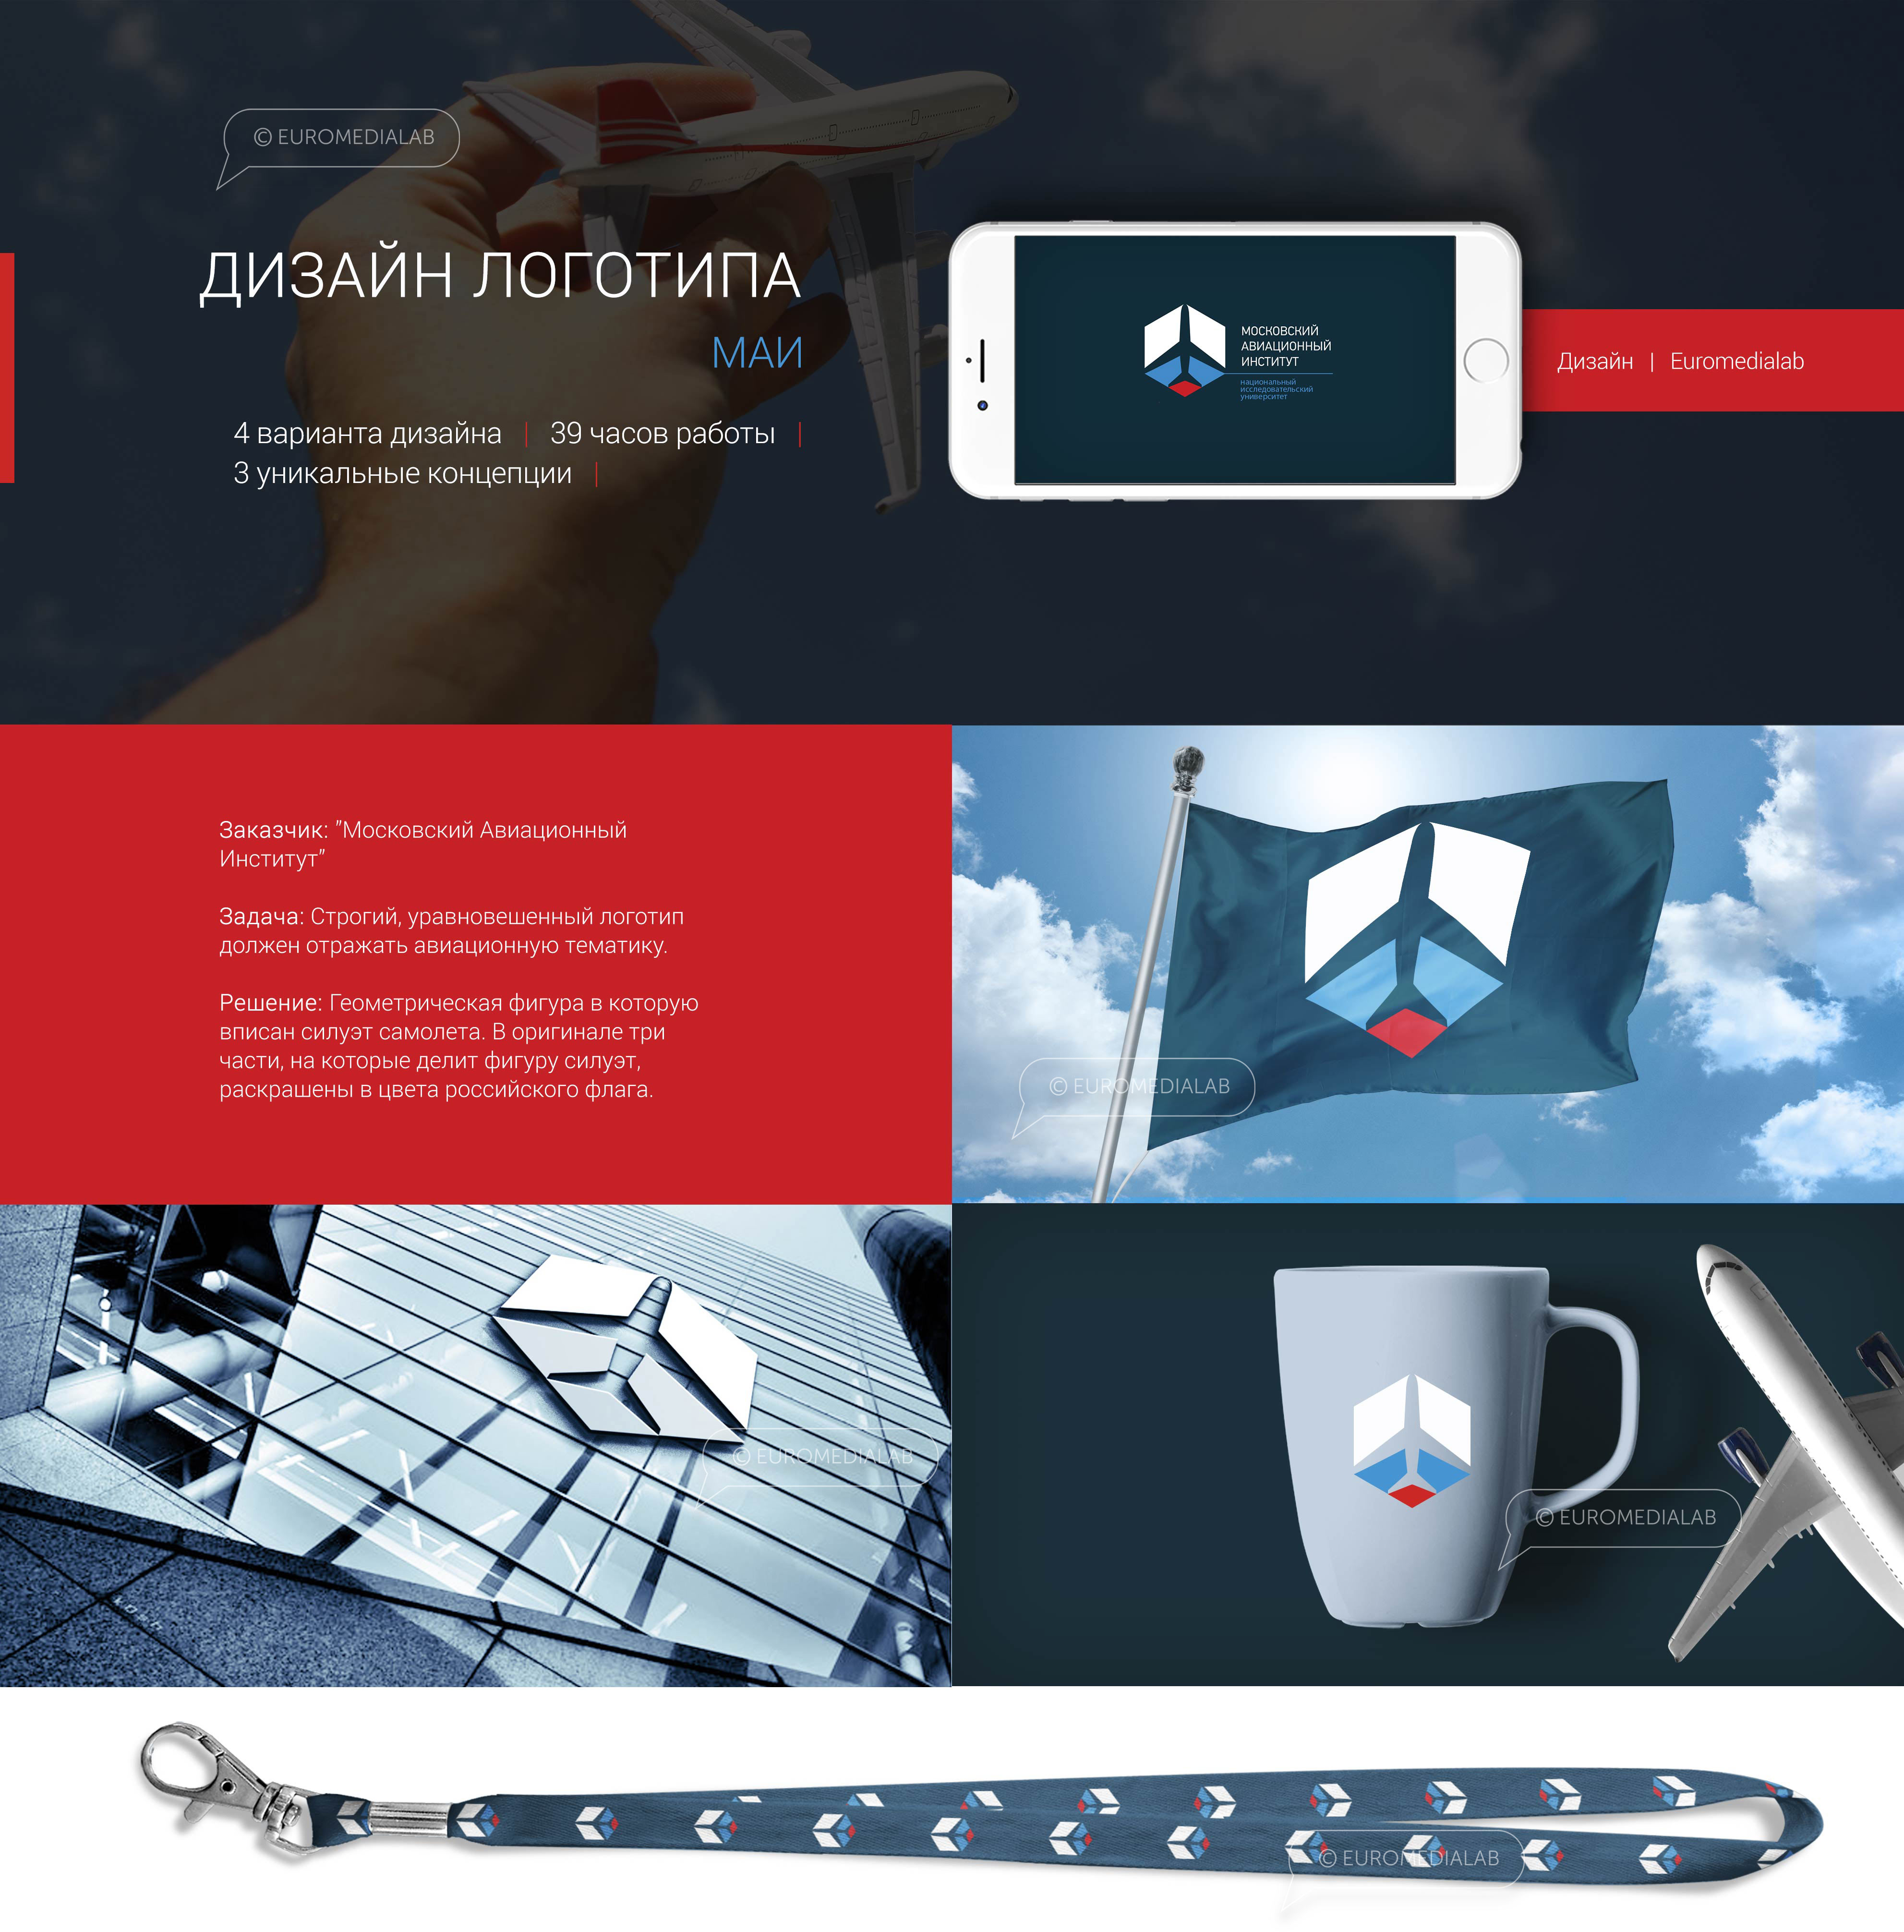 © EUROMEDIALAB
ДИЗАЙН ЛОГОТИПА
МАИ
4 варианта дизайна | 39 часов работы |
3 уникальные концепции |
МОСКОВСКИЙ
АВИАЦИОННЫЙ
ИНСТИТУТ
национальный
исследовательский
университет
Дизайн | Euromedialab
Заказчик: "Московский Авиационный
Институт"
Задача: Строгий, уравновешенный логотип
должен отражать авиационную тематику.
Решение: Геометрическая фигура в которую
вписан силуэт самолета. В оригинале три
части, на которые делит фигуру силуэт,
раскрашены в цвета российского флага.
© EUROMEDIALAB
© EUROMEDIALAB
© EUROMEDIALAB
© EUROMEDIALAB